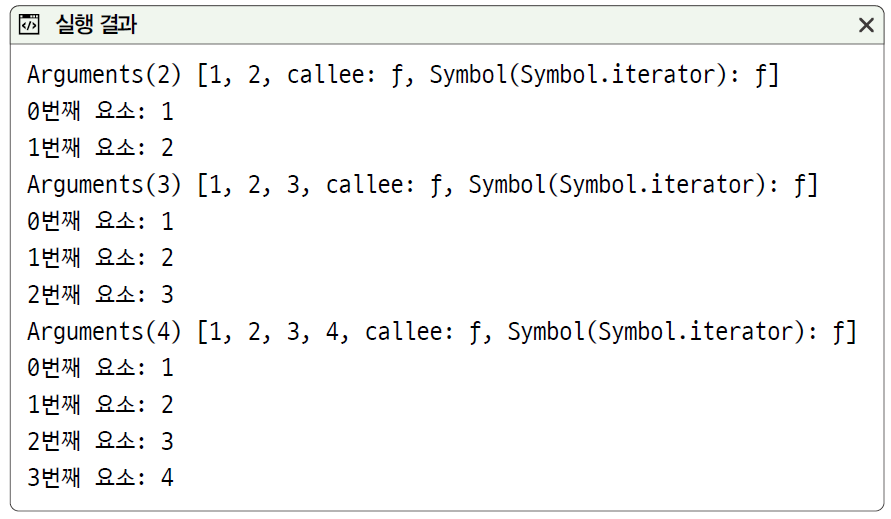 실행 결과
Arguments(2) [1, 2, callee: ƒ, Symbol(Symbol.iterator): ƒ]
0번째 요소: 1
1번째 요소: 2
Arguments(3) [1, 2, 3, callee: ƒ, Symbol(Symbol.iterator): ƒ]
0번째 요소: 1
1번째 요소: 2
2번째 요소: 3
Arguments(4) [1, 2, 3, 4, callee: ƒ, Symbol(Symbol.iterator): ƒ]
0번째 요소: 1
1번째 요소: 2
2번째 요소: 3
3번째 요소: 4